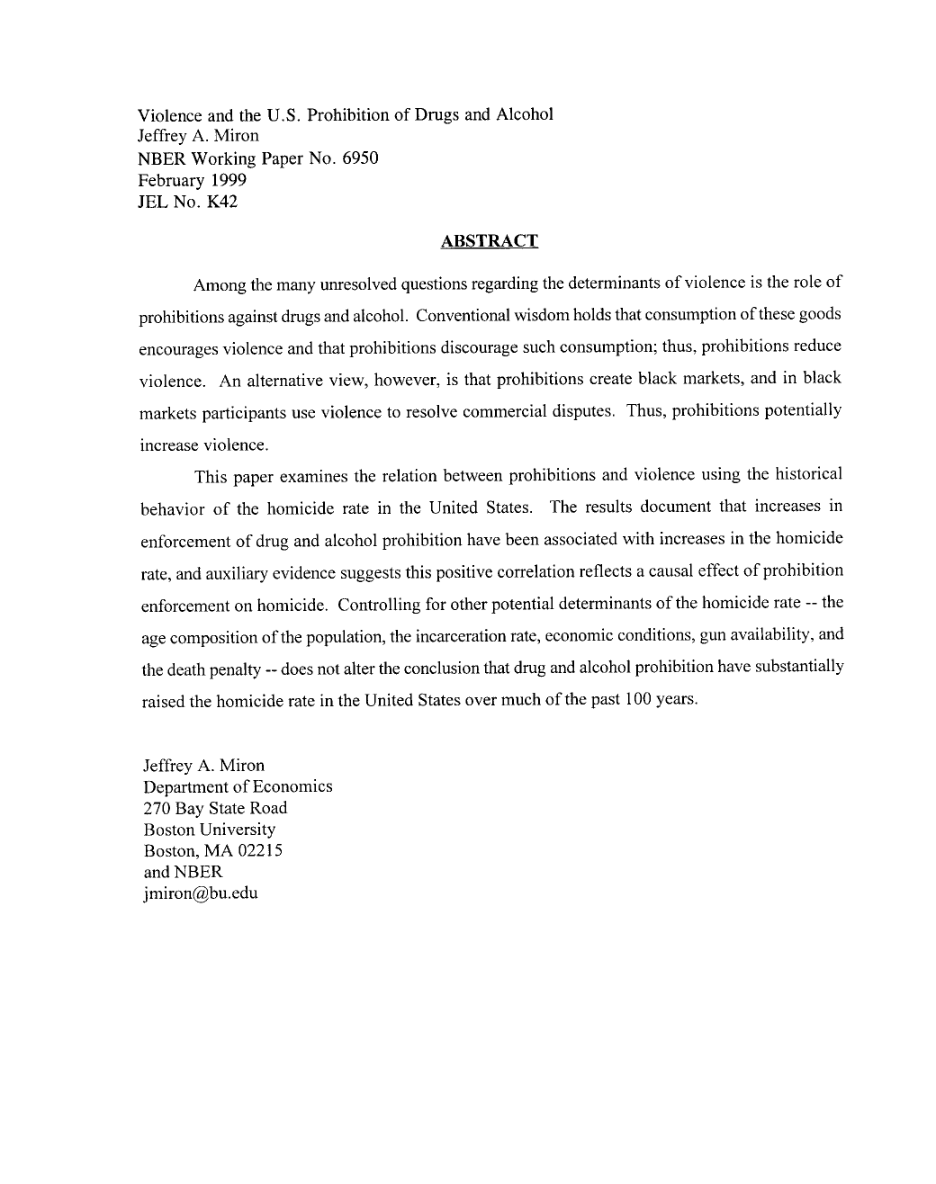 Violence and the U.S. Prohibition of Drugs and Alcohol
Jeffrey A. Miron
NBER Working Paper No. 6950
February 1999
JEL No. K42
ABSTRACT
Among the many unresolved questions regarding the determinants of violence is the role of
prohibitions against drugs and alcohol. Conventional wisdom holds that consumption of these goods
encourages violence and that prohibitions discourage such consumption; thus, prohibitions reduce
violence. An alternative view, however, is that prohibitions create black markets, and in black
markets participants use violence to resolve commercial disputes. Thus, prohibitions potentially
increase violence.
This paper examines the relation between prohibitions and violence using the historical
behavior of the homicide rate in the United States. The results document that increases in
enforcement of drug and alcohol prohibition have been associated with increases in the homicide
rate, and auxiliary evidence suggests this positive correlation reflects a causal effect of prohibition
enforcement on homicide. Controlling for other potential determinants of the homicide rate -- the
age composition of the population, the incarceration rate, economic conditions, gun availability, and
the death penalty -- does not alter the conclusion that drug and alcohol prohibition have substantially
raised the homicide rate in the United States over much of the past 100 years.
Jeffrey A. Miron
Department of Economics
270 Bay State Road
Boston University
Boston, MA 02215
and NBER
jmiron@bu.edu